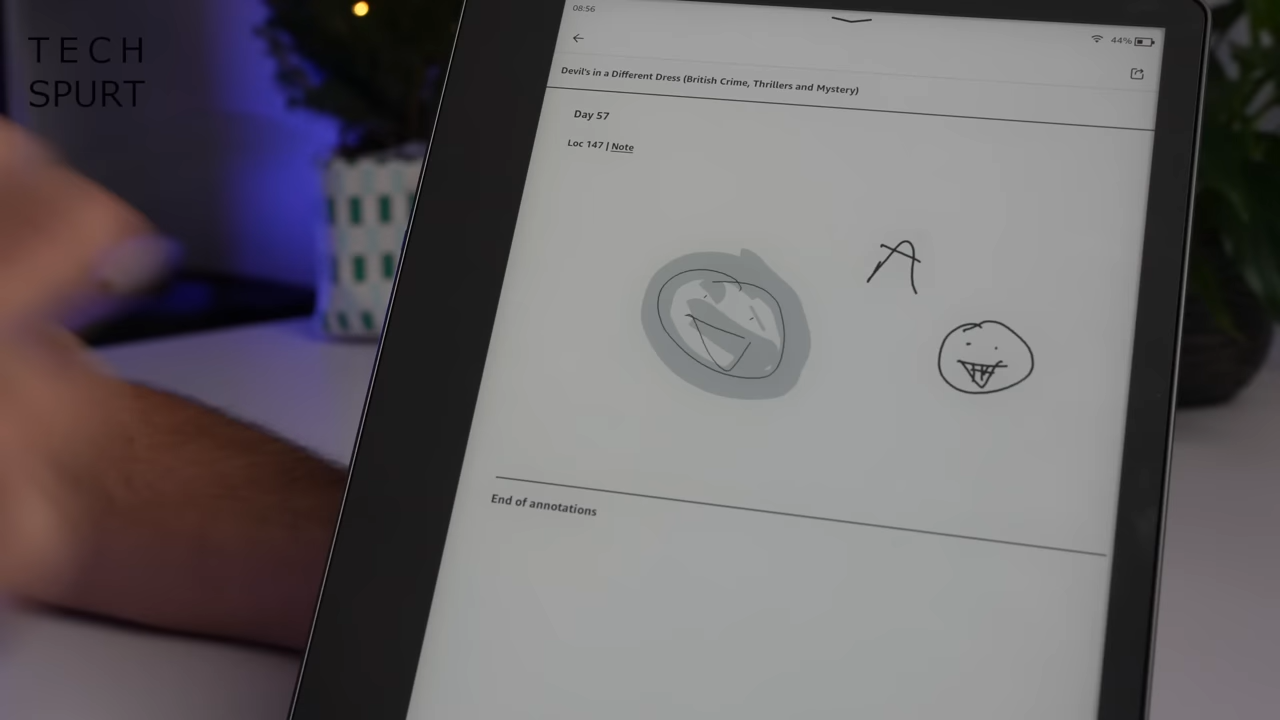 TECH
SPURT
08:56
44%
Devil's in a Different Dress (British Crime, Thrillers and Mystery)
Day 57
Loc 147 | Note
A
End of annotations